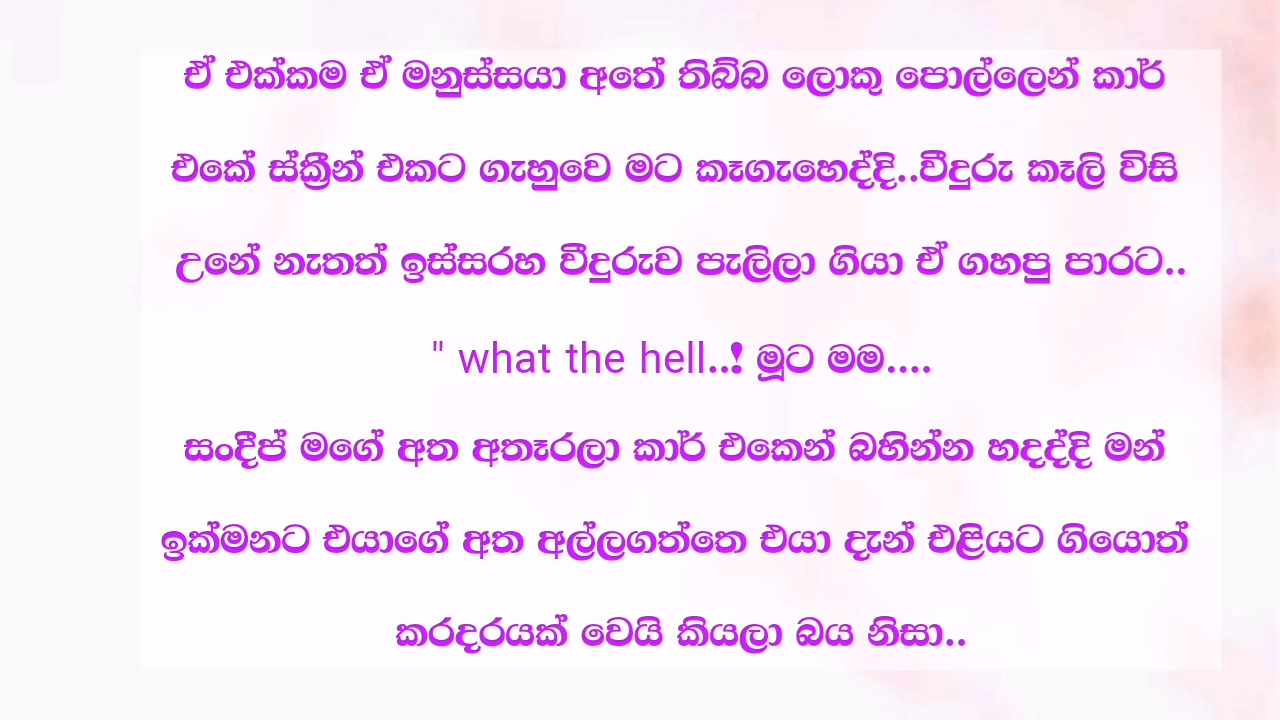 ඒ එක්කම ඒ මනුස්සයා අතේ තිබ්බ ලොකු පොල්ලෙන් කාර්
එකේ ස්ක්‍රීන් එකට ගැහුවෙ මට කෑගැහෙද්දි..වීදුරු කෑලි විසි
උනේ නැතත් ඉස්සරහ වීදුරුව පැලිලා ගියා ඒ ගහපු පාරට..
" what the hell..! මූට මම....
සංදීප් මගේ අත අතෑරලා කාර් එකෙන් බහින්න හදද්දි මන්
ඉක්මනට එයාගේ අත අල්ලගත්තෙ එයා දැන් එළියට ගියොත්
කරදරයක් වෙයි කියලා බය නිසා..